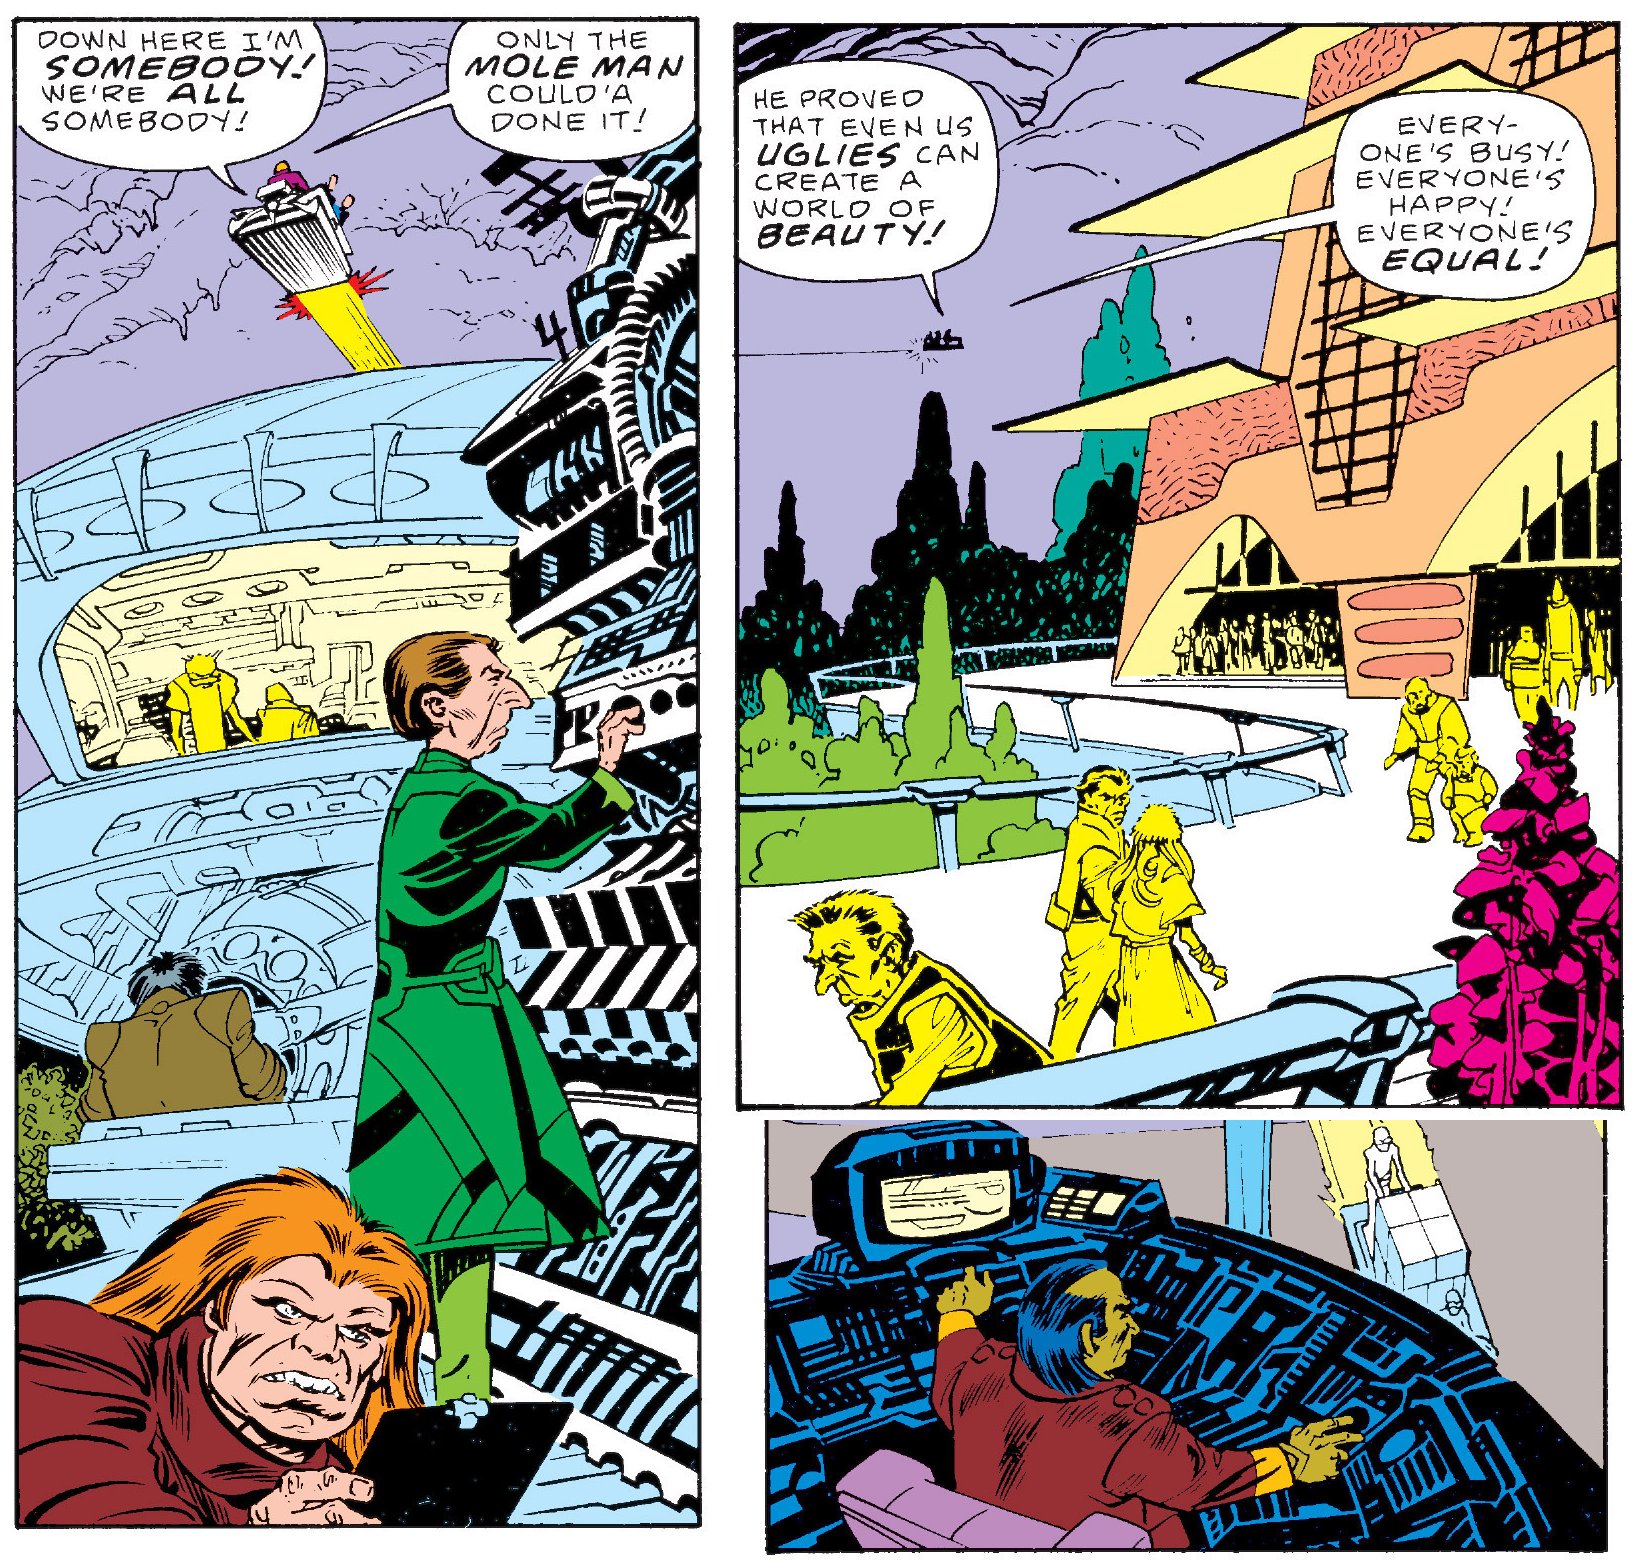 DOWN HERE I'M
SOMEBODY!
WE'RE ALL
SOMEBODY!
ONLY THE
MOLE MAN
COULD'A
DONE IT!
HE PROVED
THAT EVEN US
UGLIES CAN
CREATE A
WORLD OF
BEAUTY!
EVERY-
ONE'S BUSY!
EVERYONE'S
HAPPY!
EVERYONE'S
EQUAL!